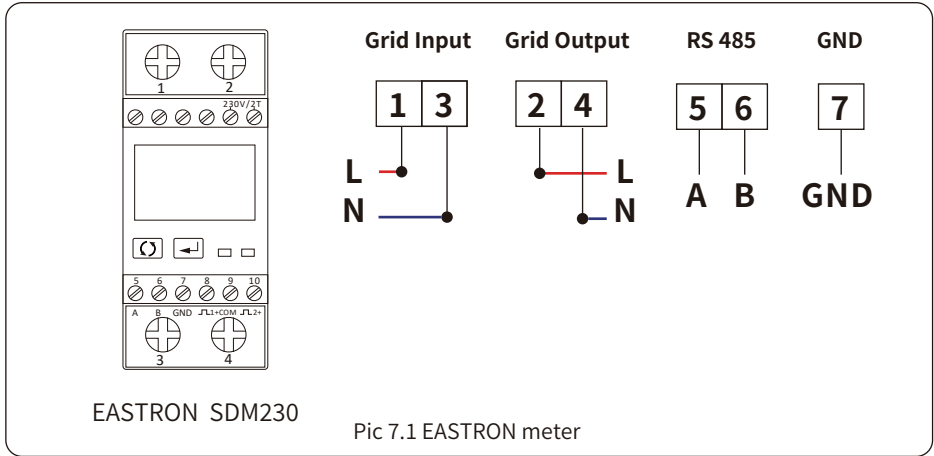 Grid Input Grid Output RS 485 GND
1 2
230V/2T
1 3 2 4 5 6 7
L L
N N
A B GND
5 6 7 8 9 10
A B GND 1+COM 2+
3 4
EASTRON SDM230
Pic 7.1 EASTRON meter